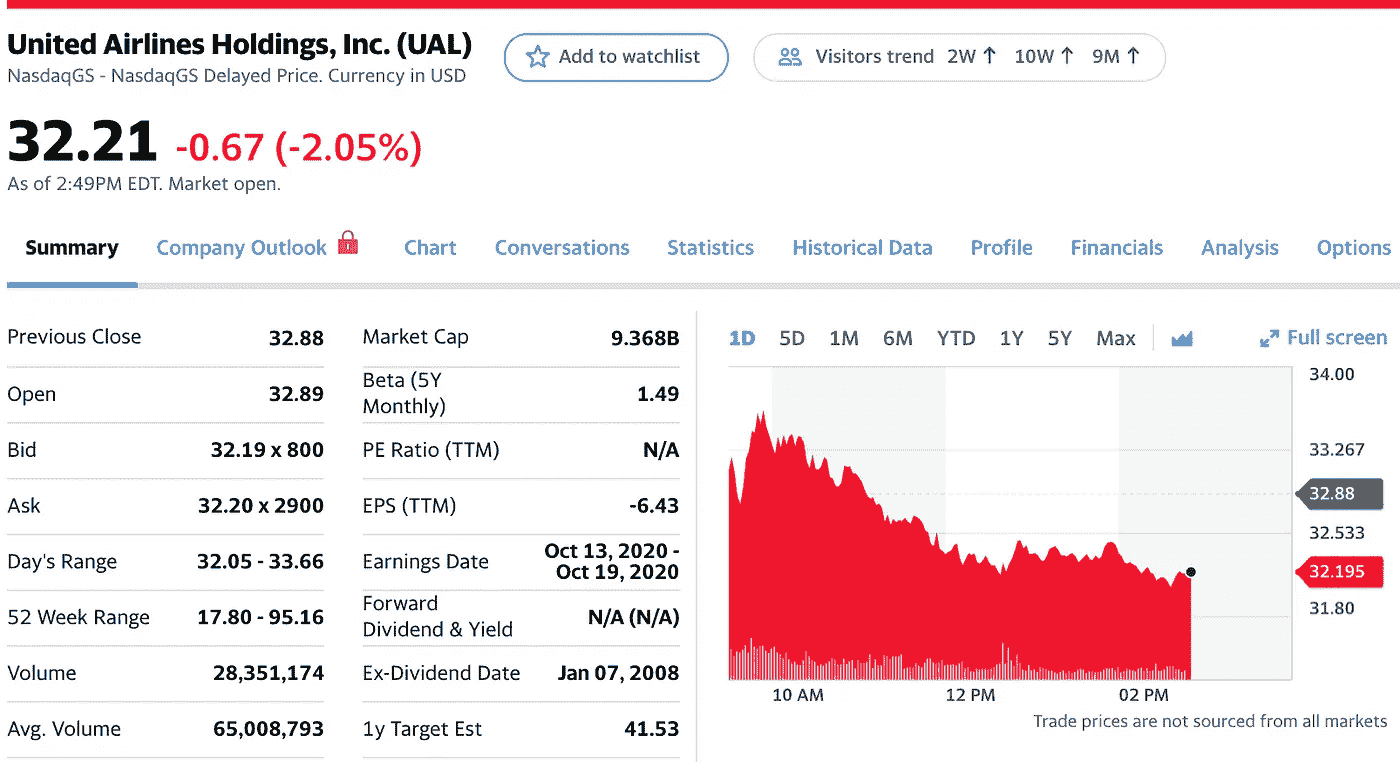 United Airlines Holdings, Inc. (UAL)
Add to watchlist
Visitors trend 2W ↑ 10W ↑ 9M ↑
NasdaqGS - NasdaqGS Delayed Price. Currency in USD
32.21 -0.67 (-2.05%)
As of 2:49PM EDT. Market open.
Summary Company Outlook Chart Conversations Statistics Historical Data Profile Financials Analysis Options
Previous Close 32.88
Open 32.89
Bid 32.19 x 800
Ask 32.20 x 2900
Day's Range 32.05 - 33.66
52 Week Range 17.80 - 95.16
Volume 28,351,174
Avg. Volume 65,008,793
Market Cap 9.368B
Beta (5Y
Monthly) 1.49
PE Ratio (TTM) N/A
EPS (TTM) -6.43
Earnings Date Oct 13, 2020 -
Oct 19, 2020
Forward
Dividend & Yield N/A (N/A)
Ex-Dividend Date Jan 07, 2008
1y Target Est 41.53
1D 5D 1M 6M YTD 1Y 5Y Max Full screen
34.00
33.267
32.88
32.533
32.195
31.80
10 AM 12 PM 02 PM
Trade prices are not sourced from all markets